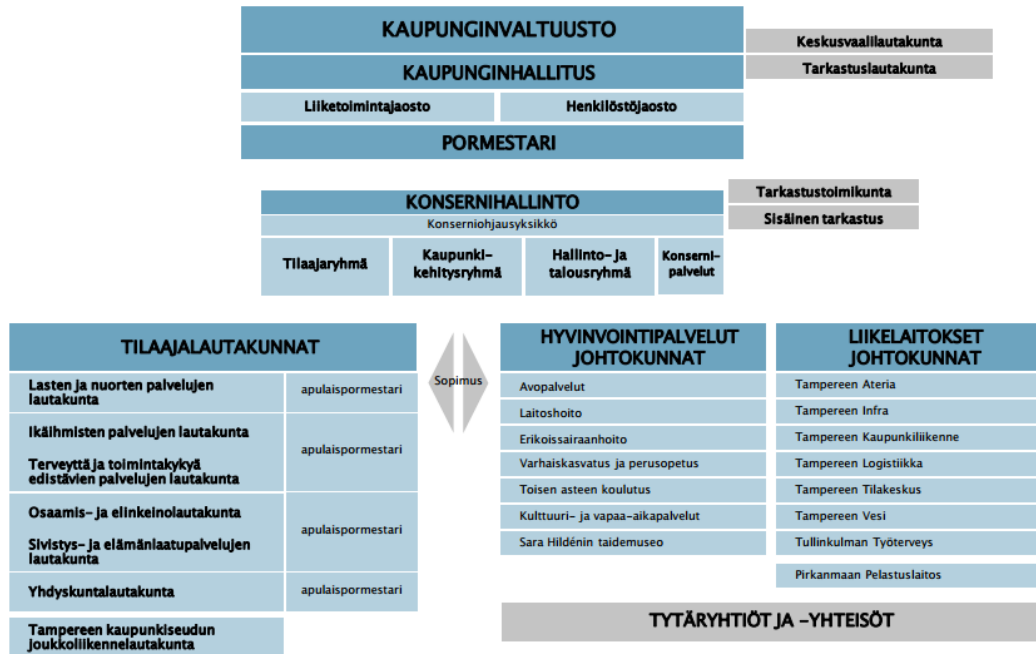 KAUPUNGINVALTUUSTO
Keskusvaalilautakunta
KAUPUNGINHALLITUS
Tarkastuslautakunta
Liiketoimintajaosto
Henkilöstöjaosto
PORMESTARI
KONSERNIHALLINTO
Tarkastustoimikunta
Konserniohjausyksikkö
Sisäinen tarkastus
Tilaajaryhmä
Kaupunki-
kehitysryhmä
Hallinto- ja
talousryhmä
Konserni-
palvelut
TILAAJALAUTAKUNNAT
Lasten ja nuorten palvelujen
lautakunta
apulaispormestari
Ikäihmisten palvelujen lautakunta
Terveyttä ja toimintakykyä
edistävien palvelujen lautakunta
apulaispormestari
Osaamis- ja elinkeinolautakunta
Sivistys- ja elämänlaatupalvelujen
lautakunta
apulaispormestari
Yhdyskuntalautakunta
apulaispormestari
Tampereen kaupunkiseudun
joukkoliikennelautakunta
Sopimus
HYVINVOINTIPALVELUT
JOHTOKUNNAT
Avopalvelut
Laitoshoito
Erikoissairaanhoito
Varhaiskasvatus ja perusopetus
Toisen asteen koulutus
Kulttuuri- ja vapaa-aikapalvelut
Sara Hildénin taidemuseo
LIIKELAITOKSET
JOHTOKUNNAT
Tampereen Ateria
Tampereen Infra
Tampereen Kaupunkiliikenne
Tampereen Logistiikka
Tampereen Tilakeskus
Tampereen Vesi
Tullinkulman Työterveys
Pirkanmaan Pelastuslaitos
TYTÄRYHTIÖT JA -YHTEISÖT